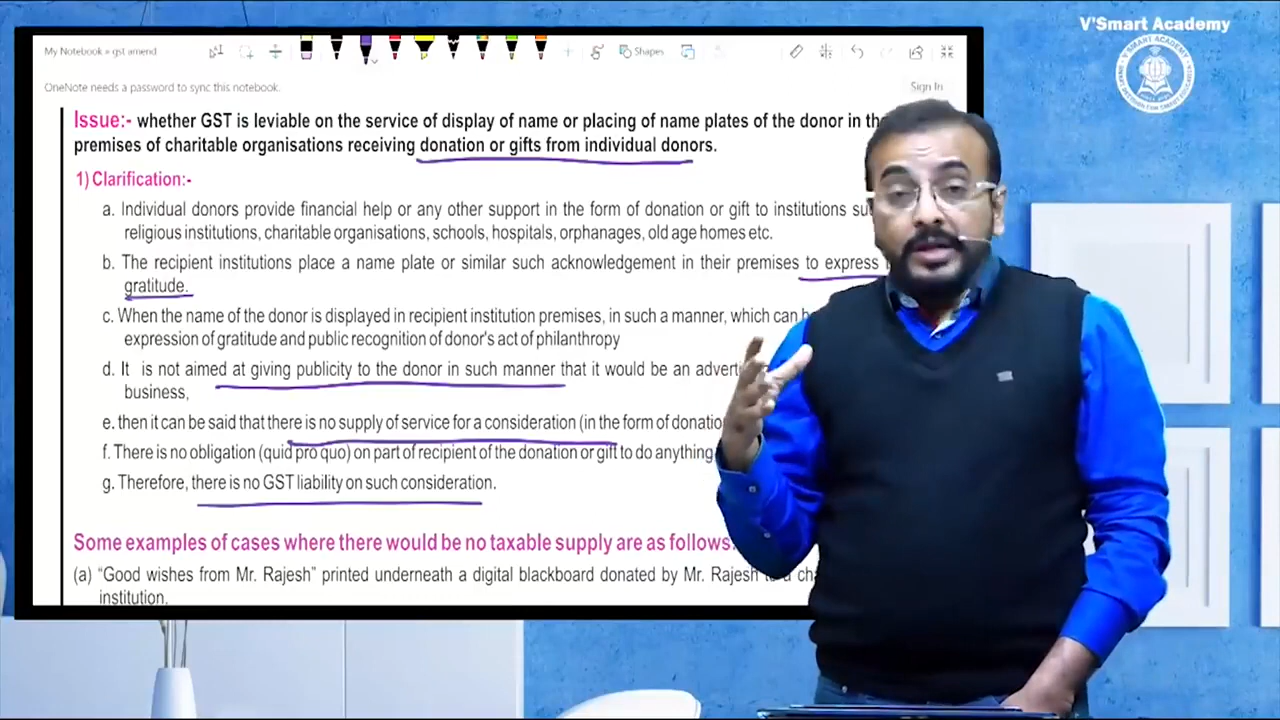 V'Smart Academy
My Notebook » gst amend
Shapes
OneNote needs a password to sync this notebook.
Sign In
Issue:- whether GST is leviable on the service of display of name or placing of name plates of the donor in the
premises of charitable organisations receiving donation or gifts from individual donors.
1) Clarification:-
a. Individual donors provide financial help or any other support in the form of donation or gift to institutions
religious institutions, charitable organisations, schools, hospitals, orphanages, old age homes etc.
b. The recipient institutions place a name plate or similar such acknowledgement in their premises to express
gratitude.
c. When the name of the donor is displayed in recipient institution premises, in such a manner, which can
expression of gratitude and public recognition of donor's act of philanthropy
d. It is not aimed at giving publicity to the donor in such manner that it would be an
business,
e. then it can be said that there is no supply of service for a consideration (in the form of
f. There is no obligation (quid pro quo) on part of recipient of the donation or gift to do anything
g. Therefore, there is no GST liability on such consideration.
Some examples of cases where there would be no taxable supply are as follows:
(a) “Good wishes from Mr. Rajesh” printed underneath a digital blackboard donated by Mr. Rajesh
institution.